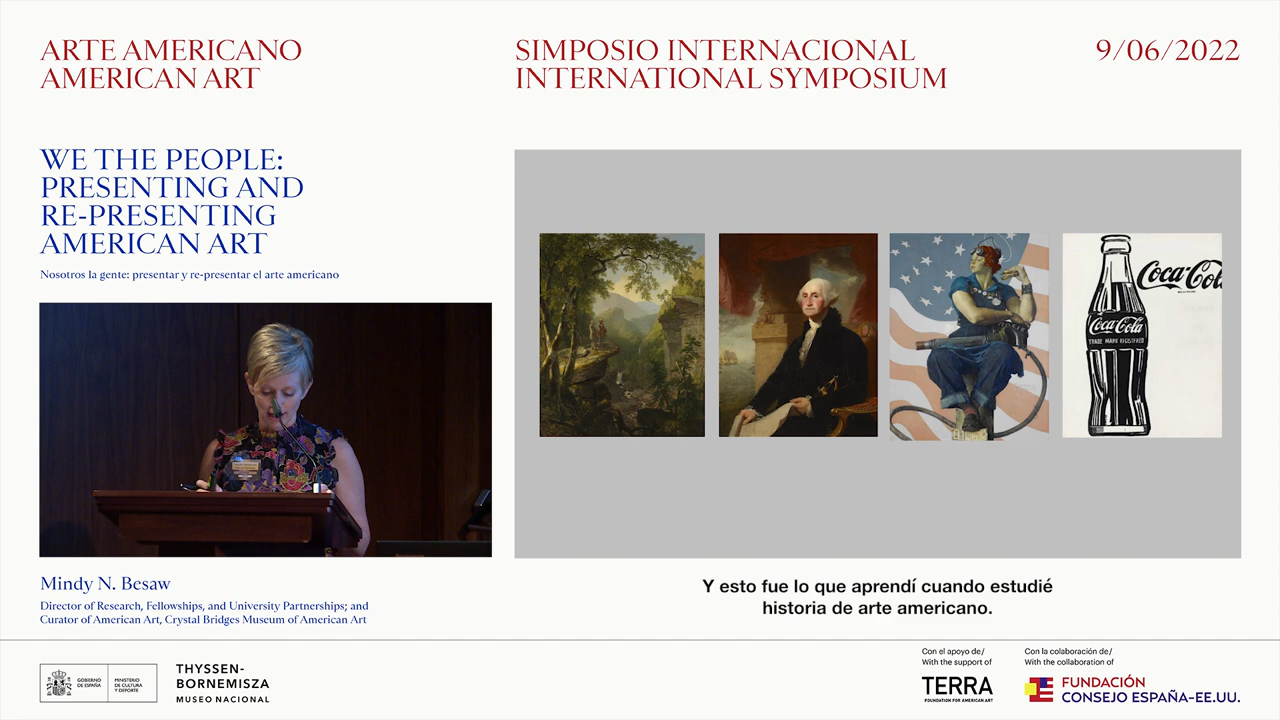 ARTE AMERICANO
AMERICAN ART
SIMPOSIO INTERNACIONAL
INTERNATIONAL SYMPOSIUM
9/06/2022
WE THE PEOPLE:
PRESENTING AND
RE-PRESENTING
AMERICAN ART
Nosotros la gente: presentar y re-presentar el arte americano
Coca-Col
Coca-Cola
TRADE MARK REGISTERED
Mindy N. Besaw
Director of Research, Fellowships, and University Partnerships; and
Curator of American Art, Crystal Bridges Museum of American Art
Y esto fue lo que aprendí cuando estudié
historia de arte americano.
GOBIERNO
DE ESPAÑA
MINISTERIO
DE CULTURA
Y DEPORTE
THYSSEN-
BORNEMISZA
MUSEO NACIONAL
Con el apoyo de/
With the support of
TERRA
FOUNDATION FOR AMERICAN ART
Con la colaboración de/
With the collaboration of
FUNDACIÓN
CONSEJO ESPAÑA-EE.UU.